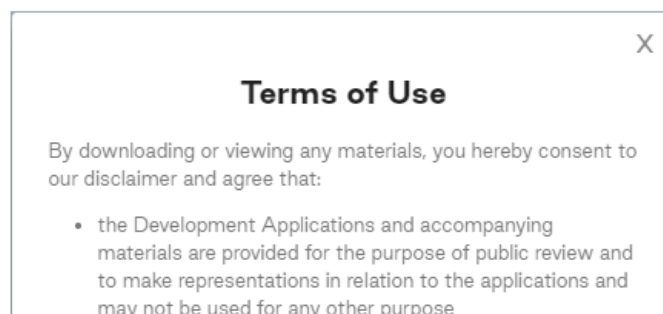 X
Terms of Use
By downloading or viewing any materials, you hereby consent to
our disclaimer and agree that:
• the Development Applications and accompanying
materials are provided for the purpose of public review and
to make representations in relation to the applications and
may not be used for any other purpose